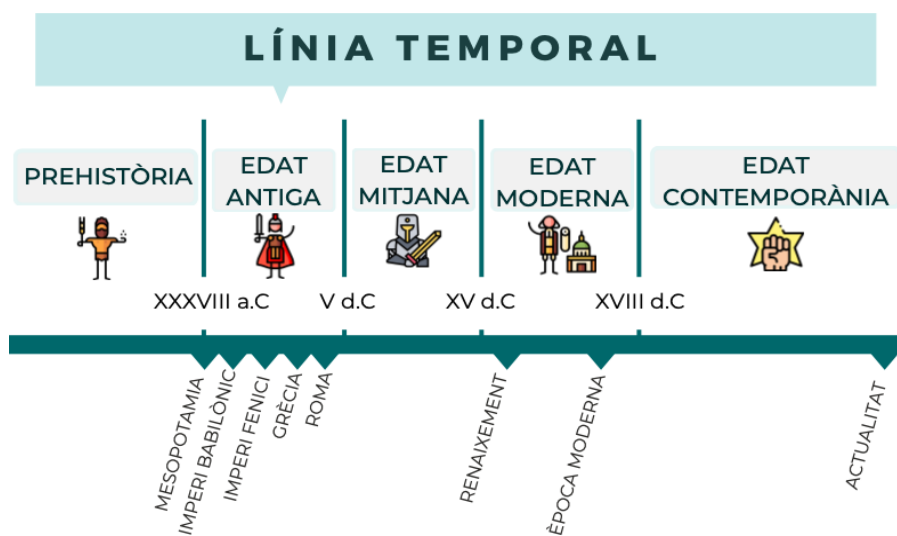 LÍNIA TEMPORAL
PREHISTÒRIA
EDAT
ANTIGA
EDAT
MITJANA
EDAT
MODERNA
EDAT
CONTEMPORÀNIA
XXXVIII a.C
V d.C
XV d.C
XVIII d.C
MESOPOTAMIA
IMPERI BABILÒNIC
IMPERI FENICI
GRÈCIA
ROMA
RENAIXEMENT
ÈPOCA MODERNA
ACTUALITAT